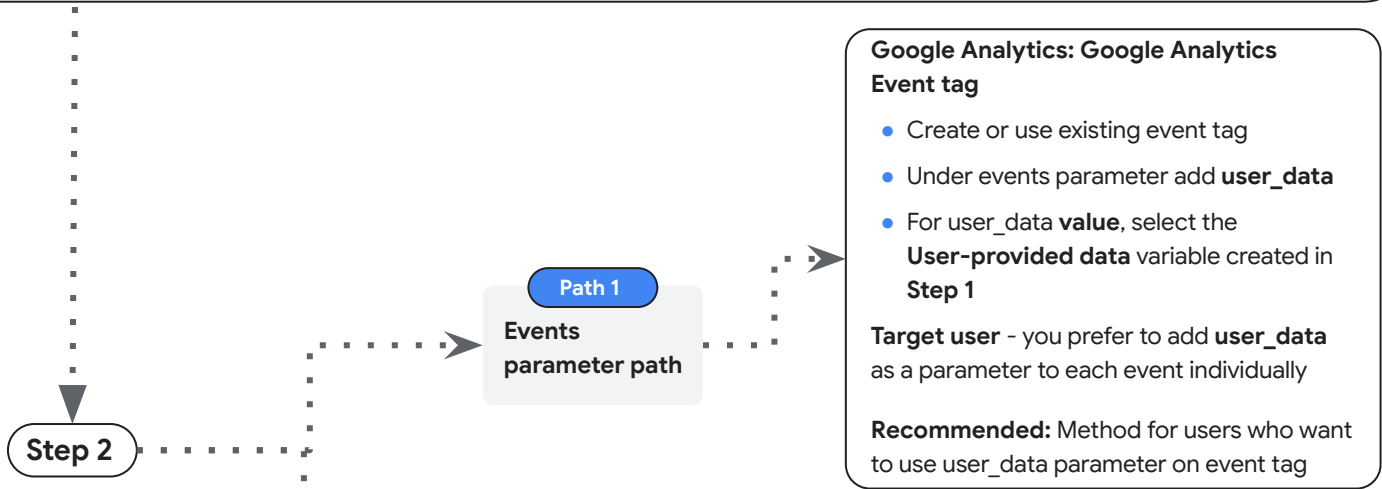 Step 2
Path 1
Events
parameter path
Google Analytics: Google Analytics
Event tag
Create or use existing event tag
Under events parameter add user_data
For user_data value, select the
User-provided data variable created in
Step 1
Target user - you prefer to add user_data
as a parameter to each event individually
Recommended: Method for users who want
to use user_data parameter on event tag